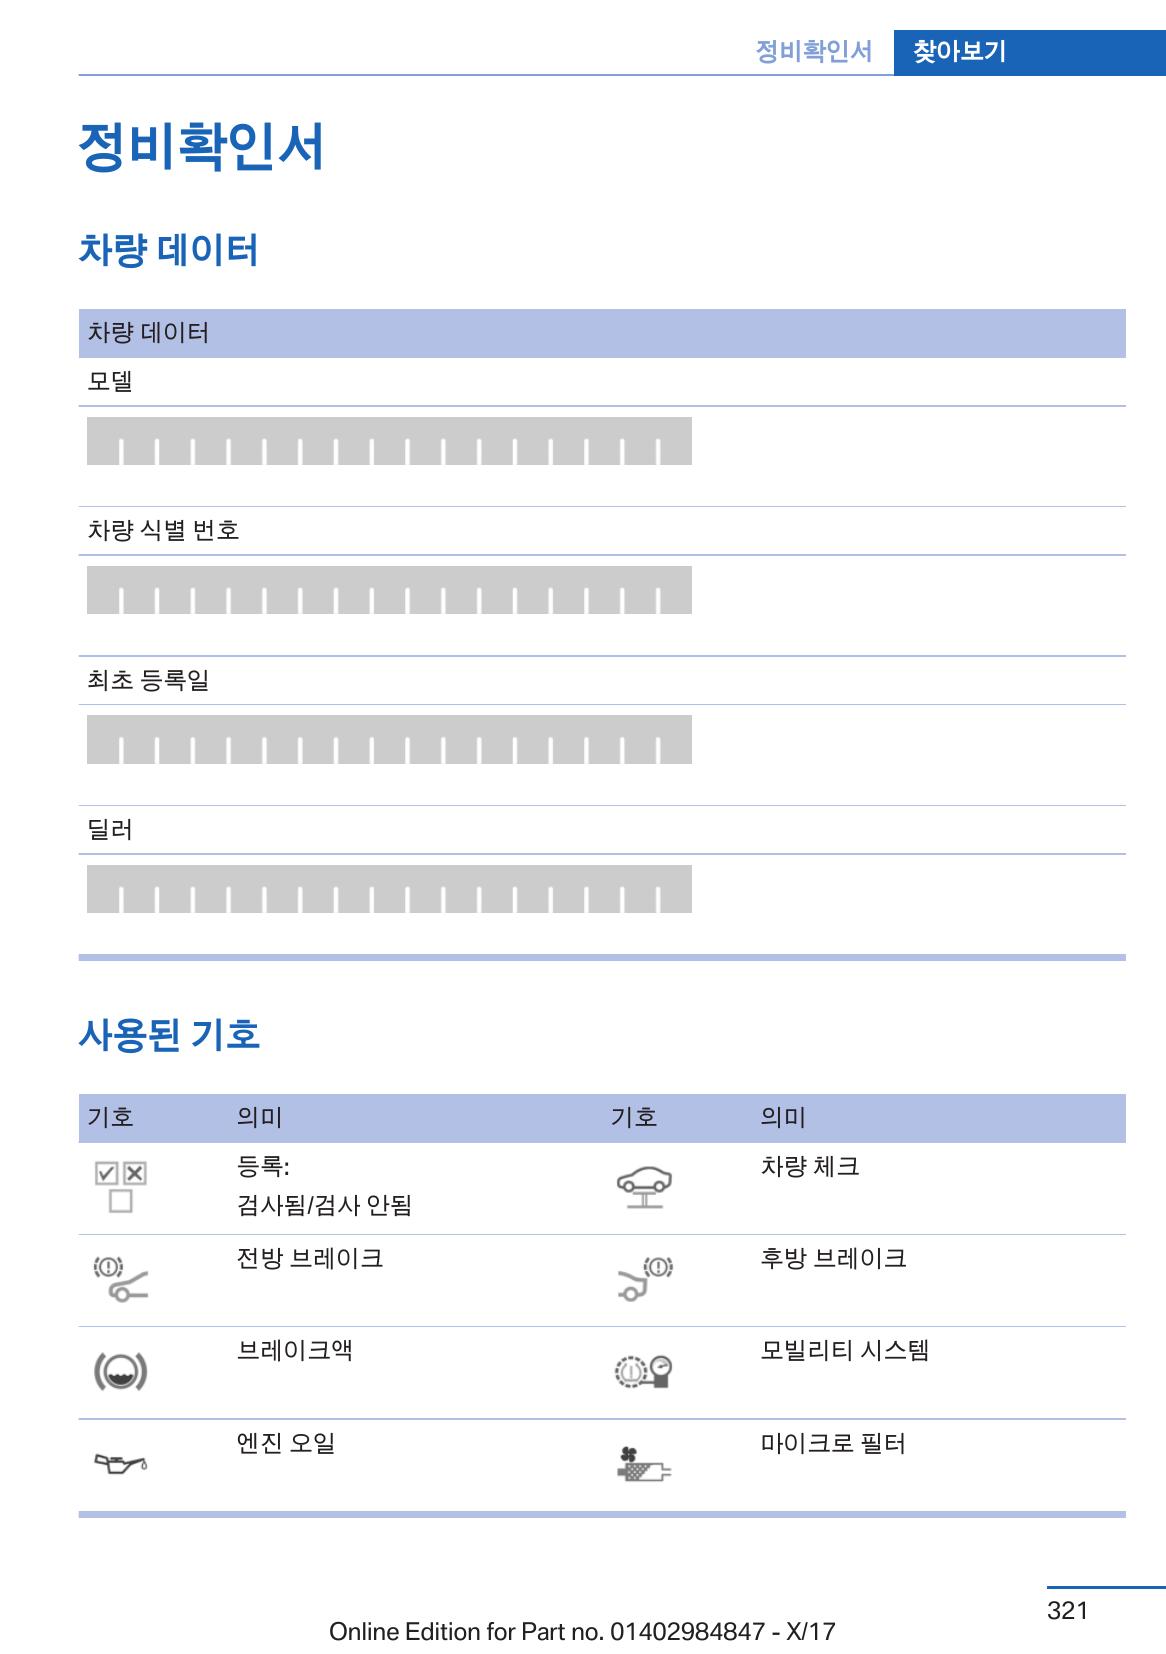 정비확인서 찾아보기
정비확인서
차량 데이터
차량 데이터
모델
차량 식별 번호
최초 등록일
딜러
사용된 기호
기호 의미 기호 의미
등록: 차량 체크
검사됨/검사 안됨
전방 브레이크 후방 브레이크
브레이크액 모빌리티 시스템
엔진 오일 마이크로 필터
321
Online Edition for Part no. 01402984847 - X/17